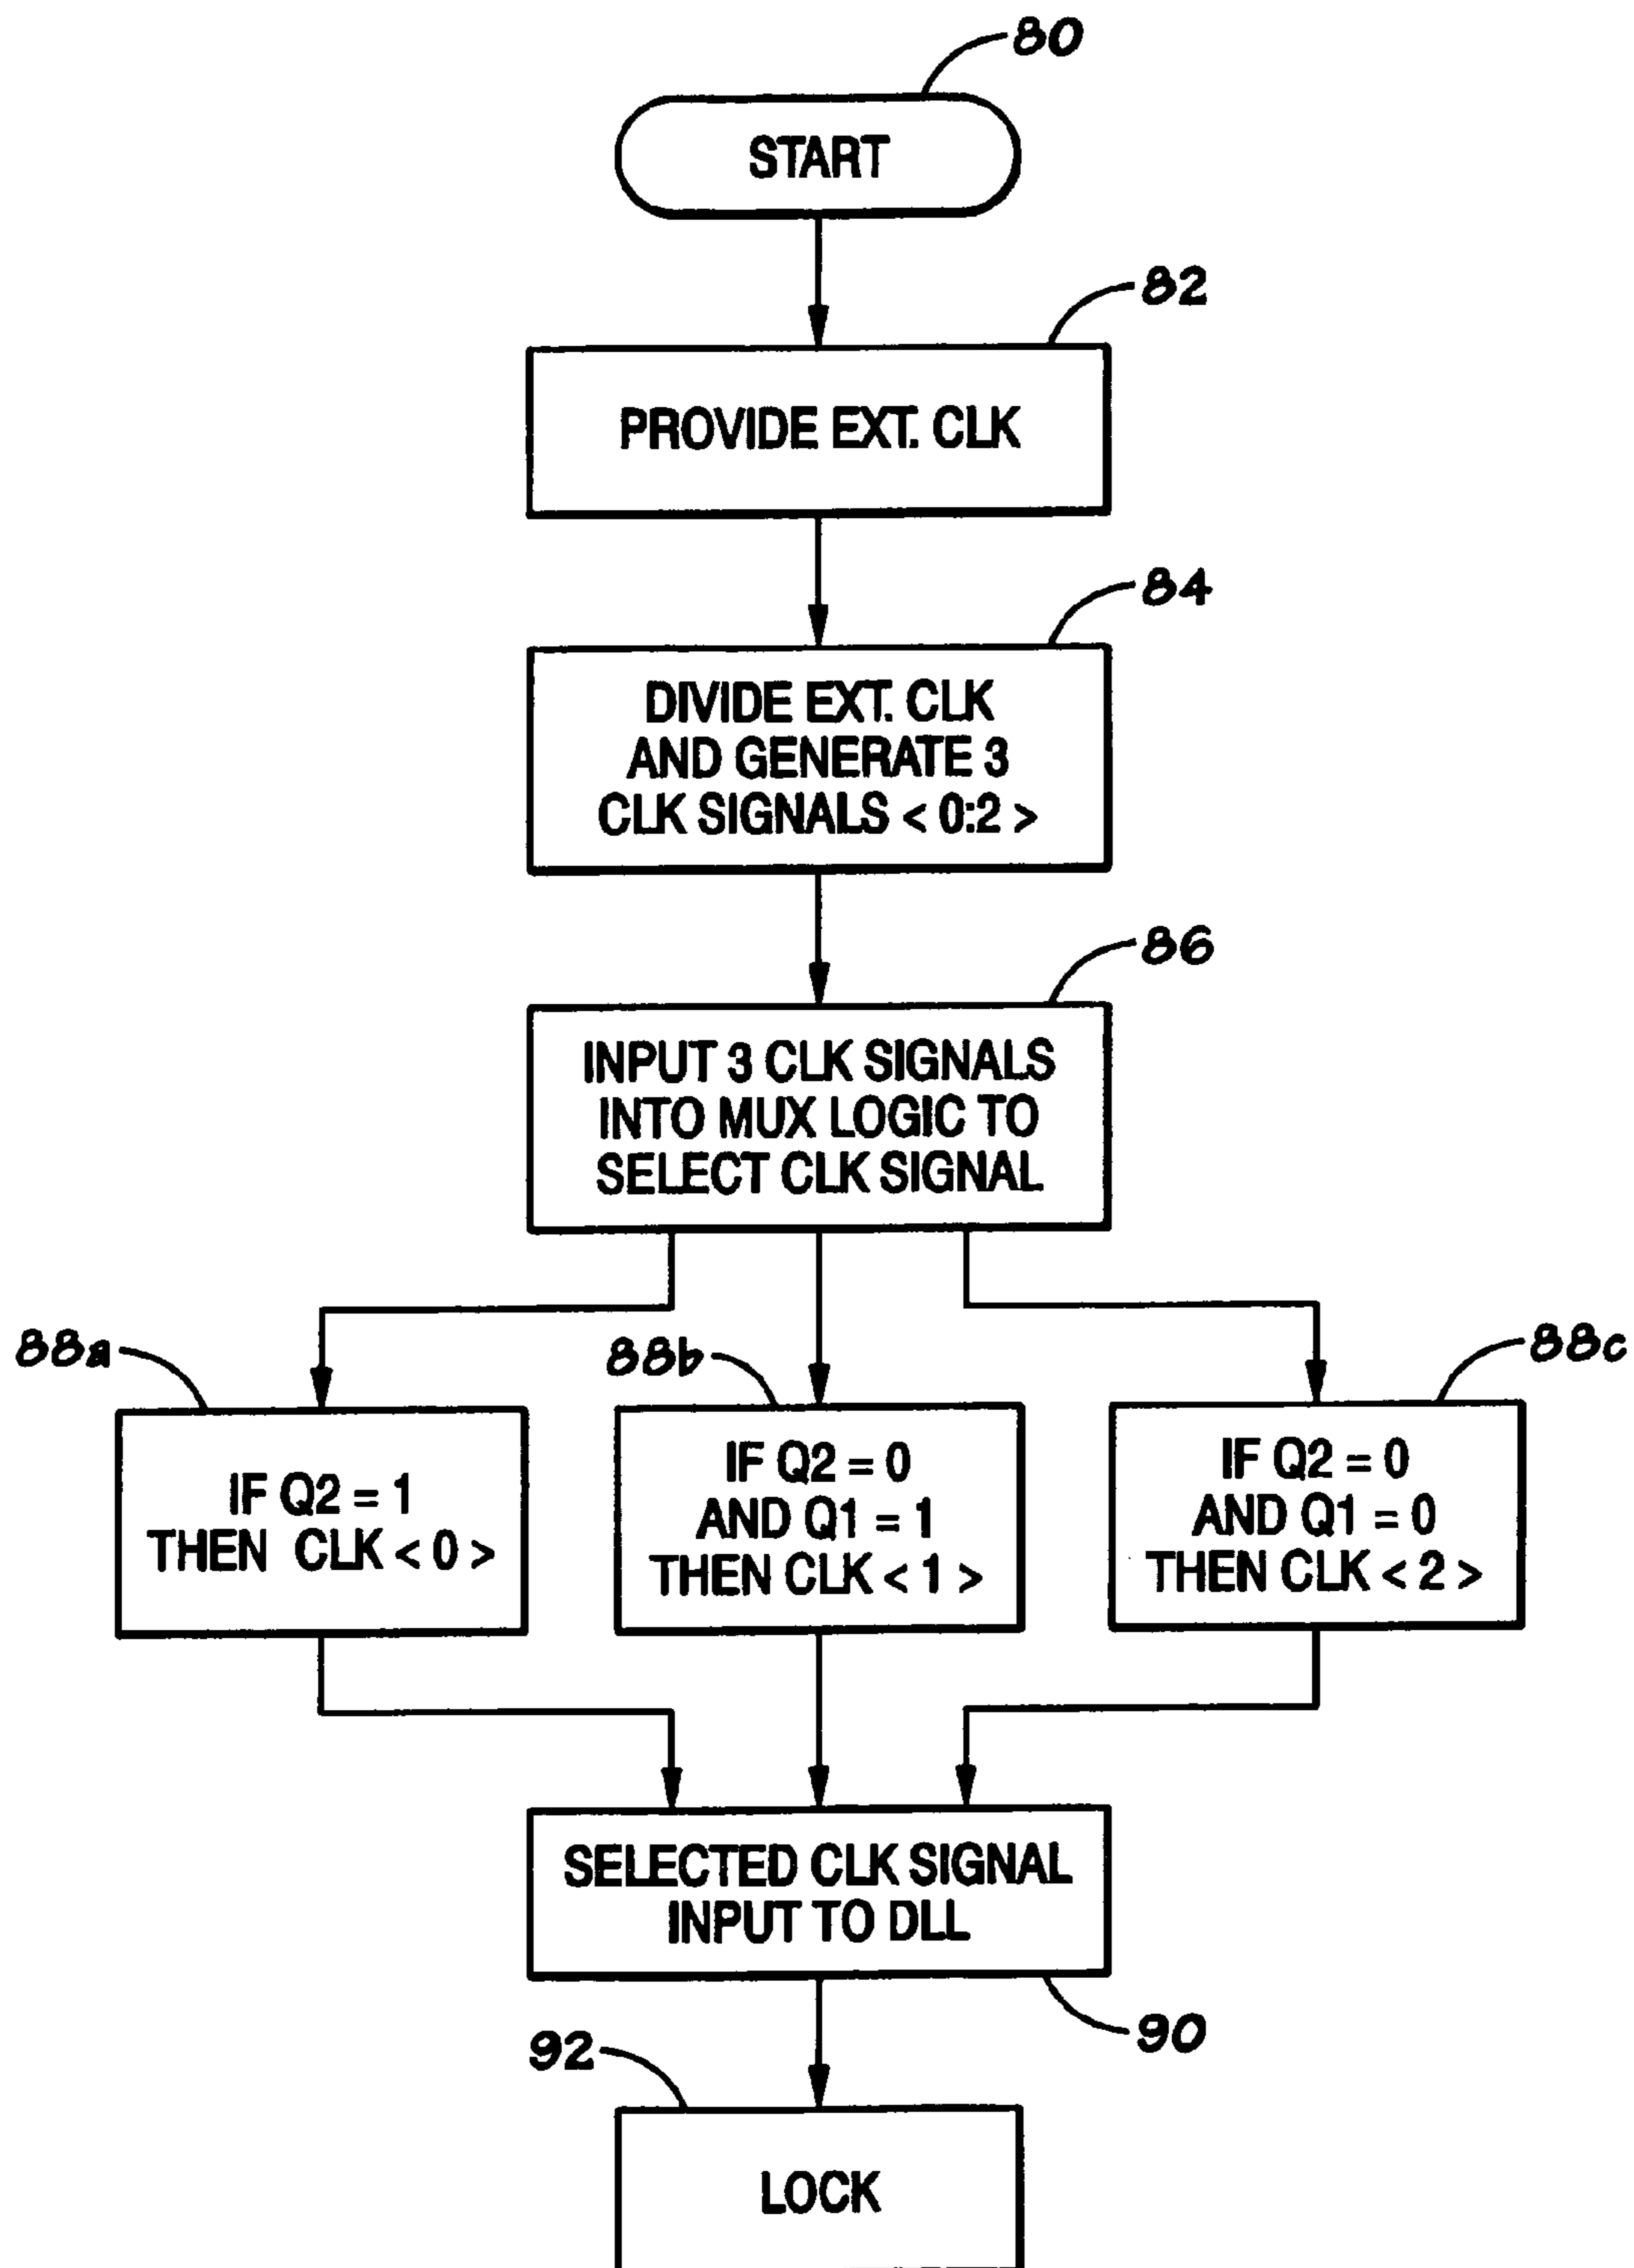 80
START
82
PROVIDE EXT. CLK
84
DIVIDE EXT. CLK
AND GENERATE 3
CLK SIGNALS < 0:2 >
86
INPUT 3 CLK SIGNALS
INTO MUX LOGIC TO
SELECT CLK SIGNAL
88a
IF Q2 = 1
THEN CLK < 0 >
88b
IF Q2 = 0
AND Q1 = 1
THEN CLK < 1 >
88c
IF Q2 = 0
AND Q1 = 0
THEN CLK < 2 >
SELECTED CLK SIGNAL
INPUT TO DLL
90
92
LOCK